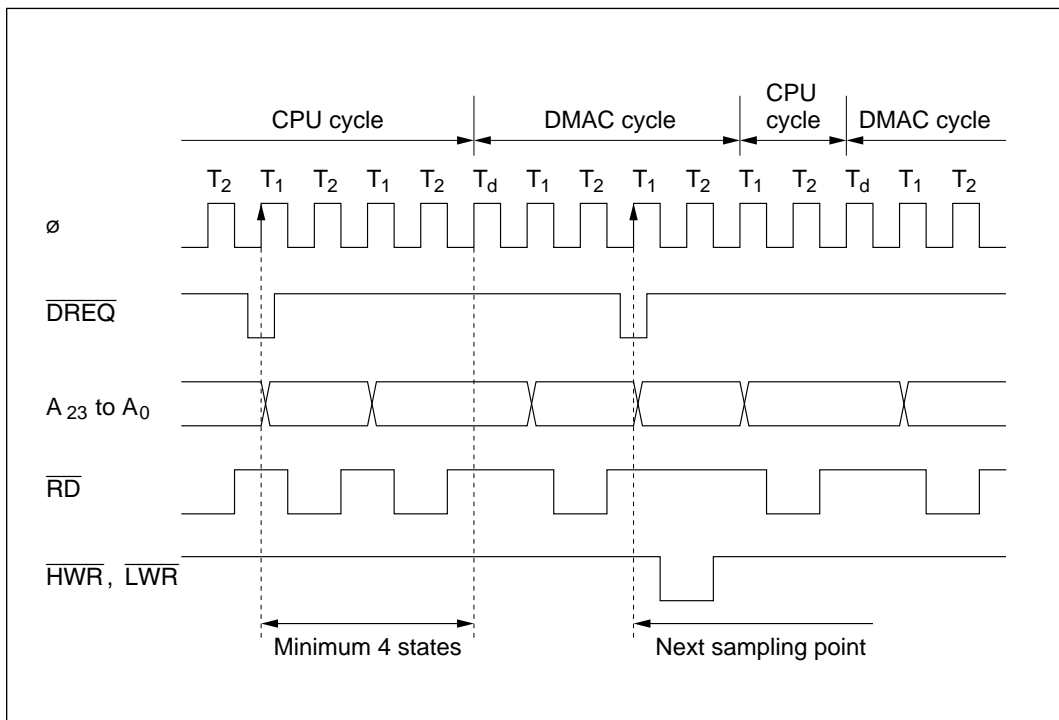 CPU cycle
DMAC cycle
CPU
cycle
DMAC cycle
T2 T1 T2 T1 T2 Td T1 T2 T1 T2 T1 T2 Td T1 T2
ø
DREQ
A23 to A0
RD
HWR, LWR
Minimum 4 states
Next sampling point